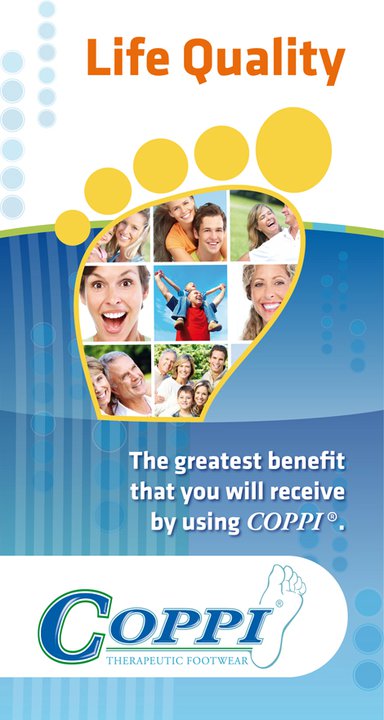 Life Quality
The greatest benefit
that you will receive
by using COPPI ®.
COPPI ®
THERAPEUTIC FOOTWEAR